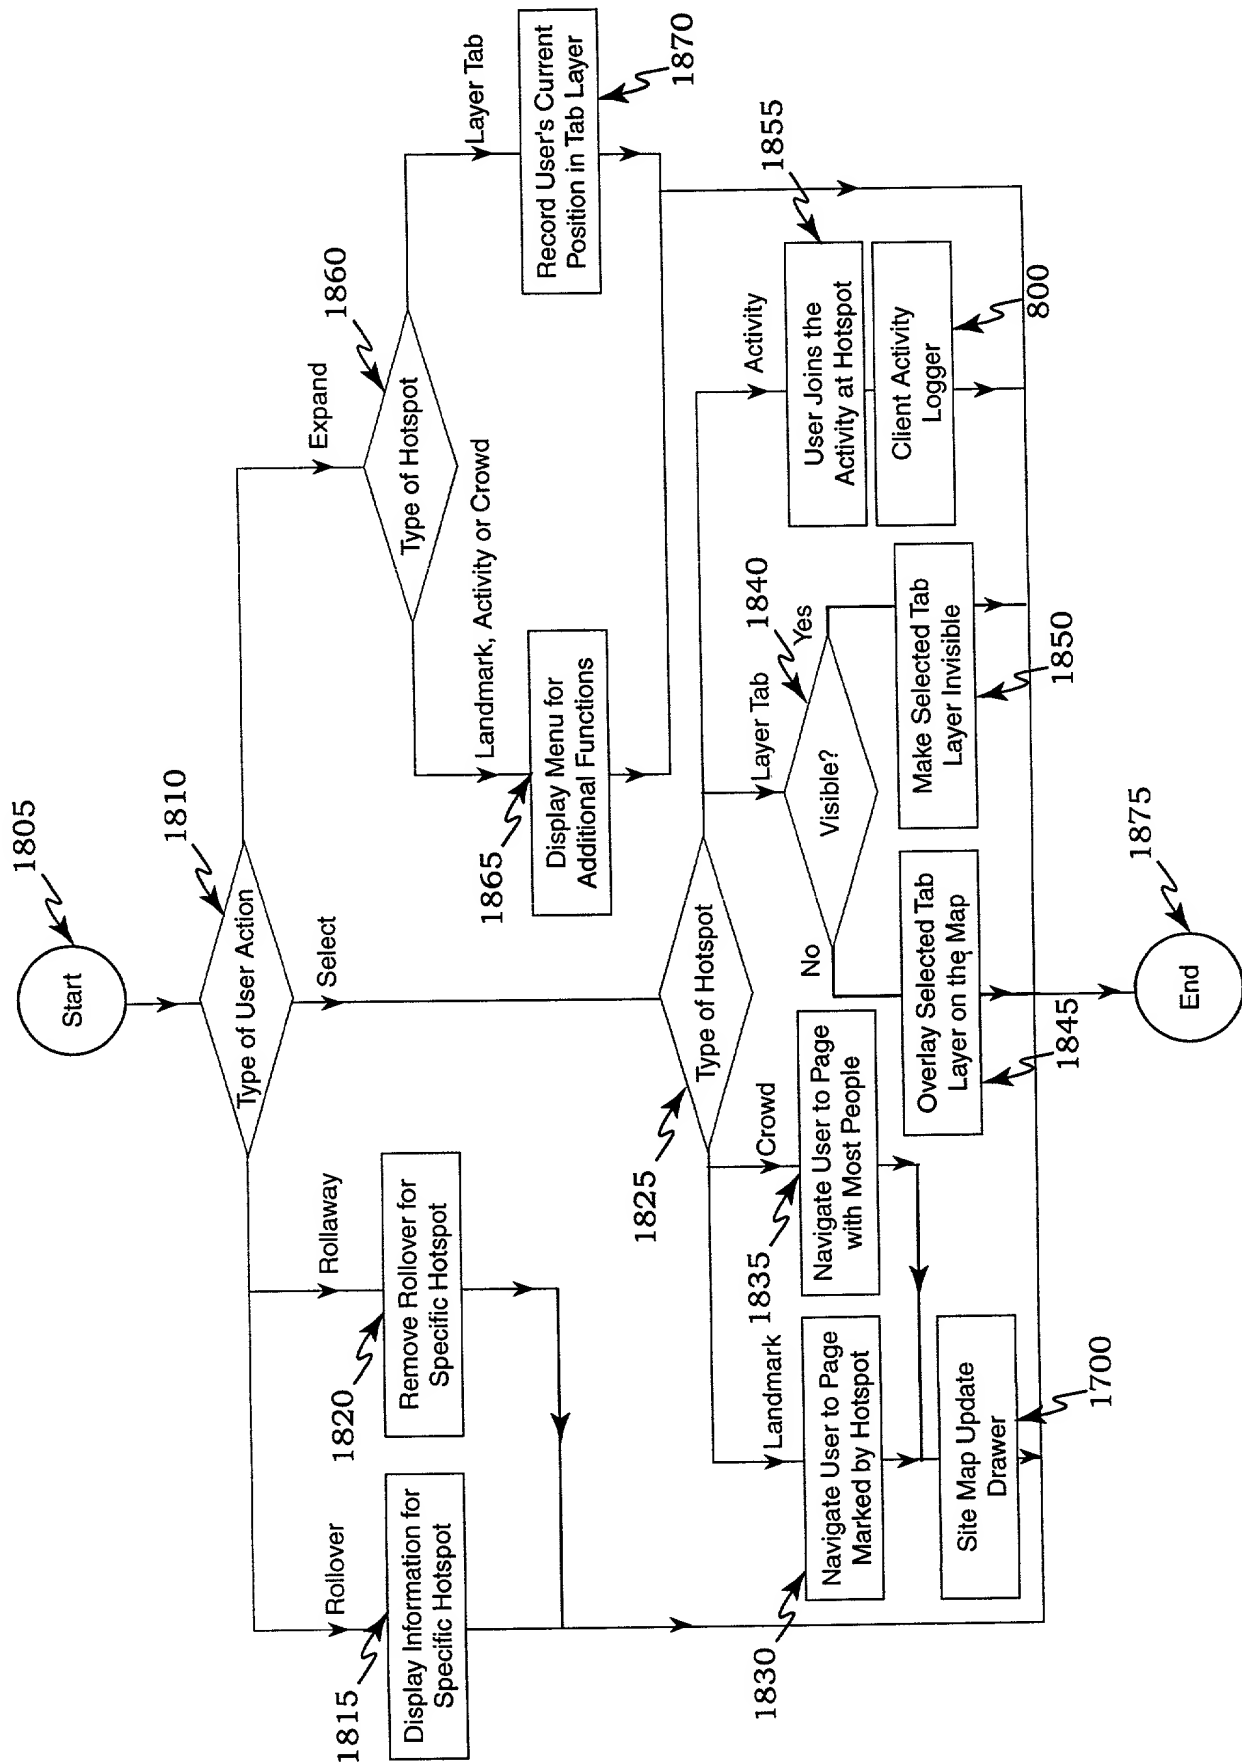 Start
1805
Type of User Action
1810
Rollover
Rollaway
Select
Expand
Display Information for
Specific Hotspot
1815
Remove Rollover for
Specific Hotspot
1820
Type of Hotspot
1860
Landmark, Activity or Crowd
Layer Tab
Display Menu for
Additional Functions
1865
Record User's Current
Position in Tab Layer
1870
Type of Hotspot
1825
Landmark
Crowd
Layer Tab
Activity
Navigate User to Page
Marked by Hotspot
1830
Navigate User to Page
with Most People
1835
Visible?
1840
No
Yes
User Joins the
Activity at Hotspot
1855
Overlay Selected Tab
Layer on the Map
1845
Make Selected Tab
Layer Invisible
1850
Client Activity
Logger
800
Site Map Update
Drawer
1700
End
1875